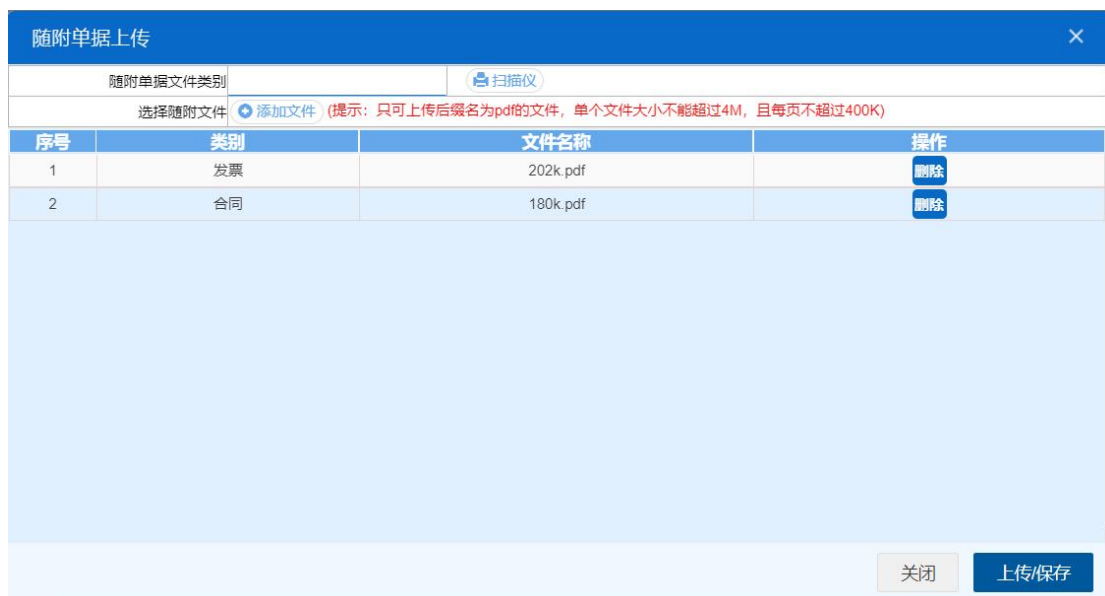 随附单据上传
随附单据文件类别 扫描仪
选择随附文件 添加文件 (提示：只可上传后缀名为pdf的文件，单个文件大小不能超过4M，且每页不超过400K)
序号 类别 文件名称 操作
1 发票 202k.pdf 删除
2 合同 180k.pdf 删除
关闭 上传/保存